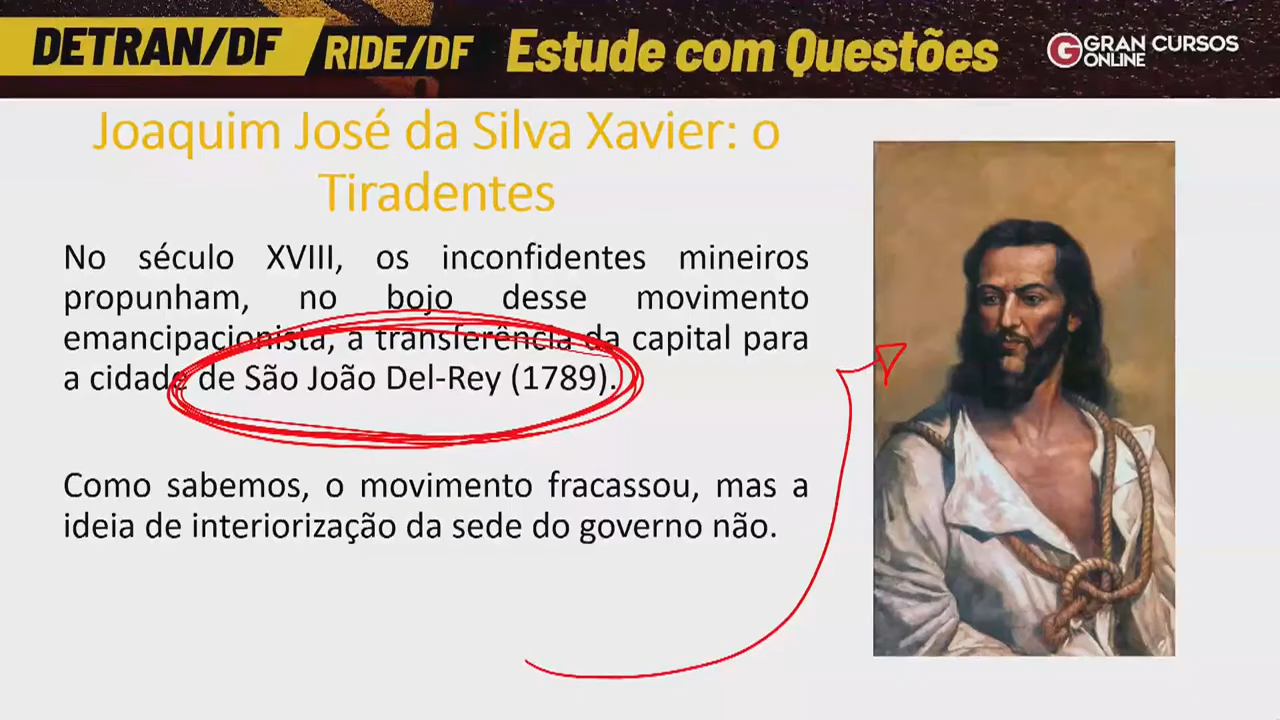 DETRAN/DF RIDE/DF Estude com Questões GRAN CURSOS
ONLINE
Joaquim José da Silva Xavier: o
Tiradentes
No século XVIII, os inconfidentes mineiros
propunham, no bojo desse movimento
emancipacionista, a transferência da capital para
a cidade de São João Del-Rey (1789).
Como sabemos, o movimento fracassou, mas a
ideia de interiorização da sede do governo não.